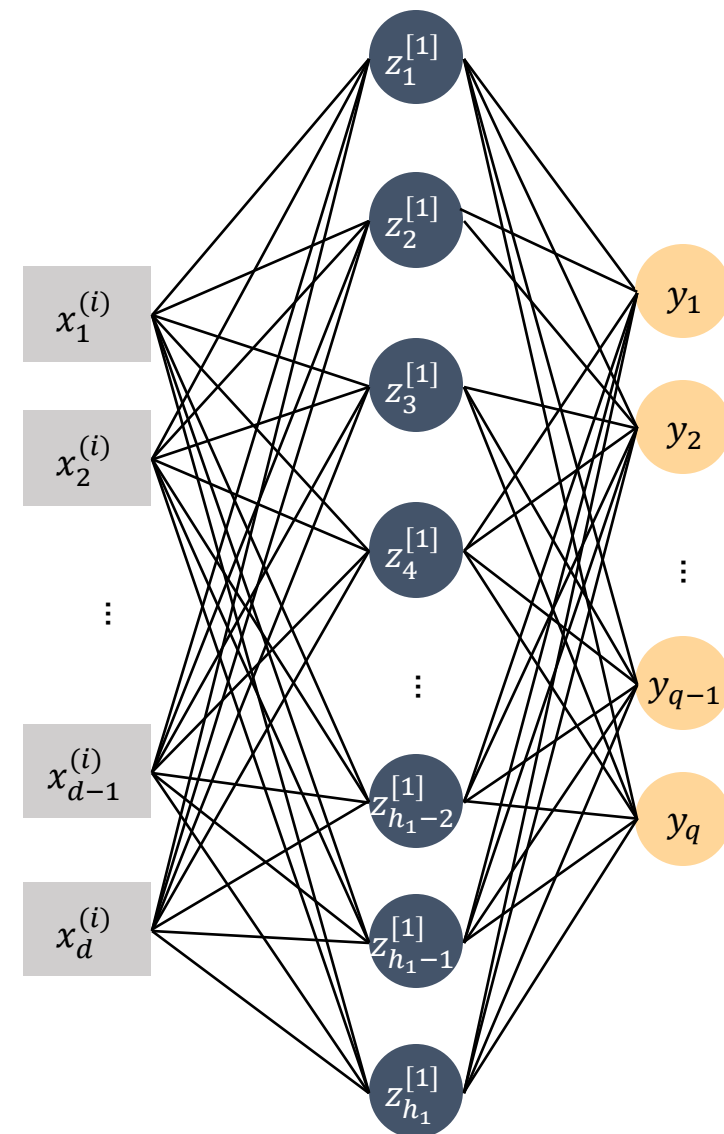 x_1^{(i)}
x_2^{(i)}
⋮
x_{d−1}^{(i)}
x_d^{(i)}
z_1^{[1]}
z_2^{[1]}
z_3^{[1]}
z_4^{[1]}
⋮
z_{h_1−2}^{[1]}
z_{h_1−1}^{[1]}
z_{h_1}^{[1]}
y_1
y_2
⋮
y_{q−1}
y_q